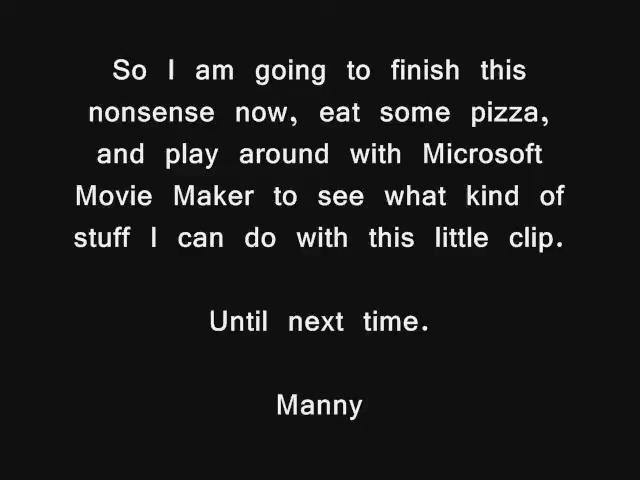 So I am going to finish this
nonsense now, eat some pizza,
and play around with Microsoft
Movie Maker to see what kind of
stuff I can do with this little clip.
Until next time.
Manny